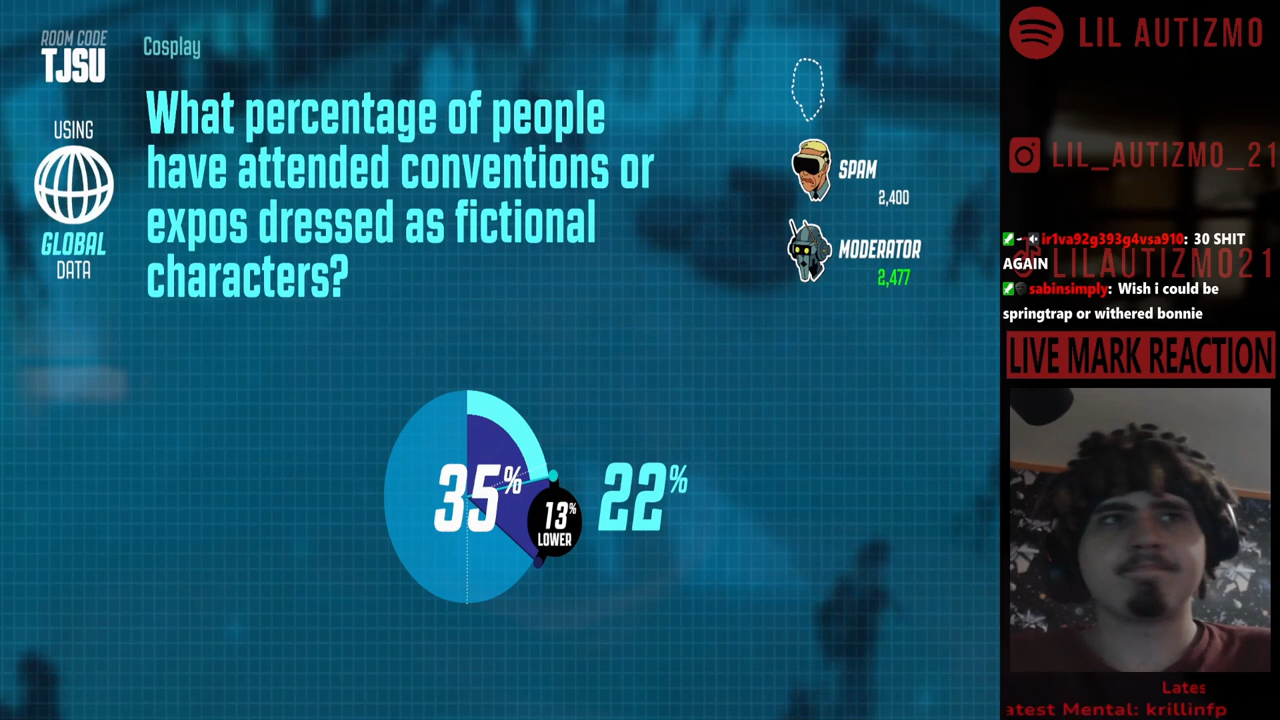 ROOM CODE
TJSU
USING
GLOBAL
DATA
Cosplay
What percentage of people
have attended conventions or
expos dressed as fictional
characters?
SPAM
2,400
MODERATOR
2,477
35%
13%
LOWER
22%
LIL AUTIZMO
LIL_AUTIZMO_21
ir1va92g393g4vsa910: 30 SHIT
AGAIN
LILAUTIZMO21
sabinsimply: Wish i could be
springtrap or withered bonnie
LIVE MARK REACTION
Lates
atest Mental: krillinfp